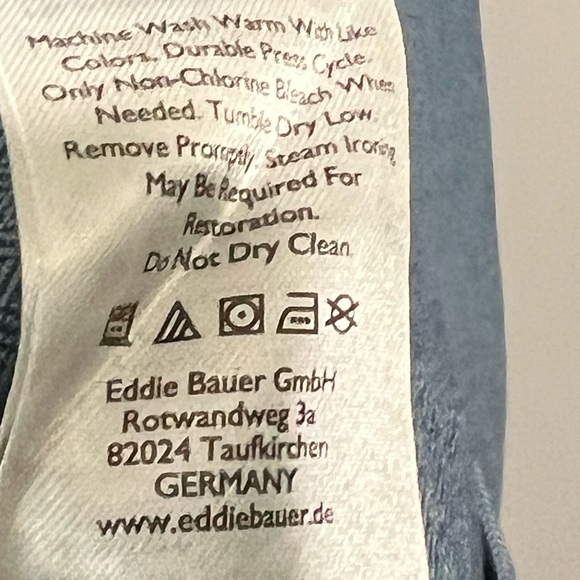 Machine Wash Warm With Like
Colors. Durable Press Cycle.
Only Non-Chlorine Bleach When
Needed. Tumble Dry Low.
Remove Promptly. Steam Ironing
May Be Required For
Restoration.
Do Not Dry Clean.
Eddie Bauer GmbH
Rotwandweg 3a
82024 Taufkirchen
GERMANY
www.eddiebauer.de